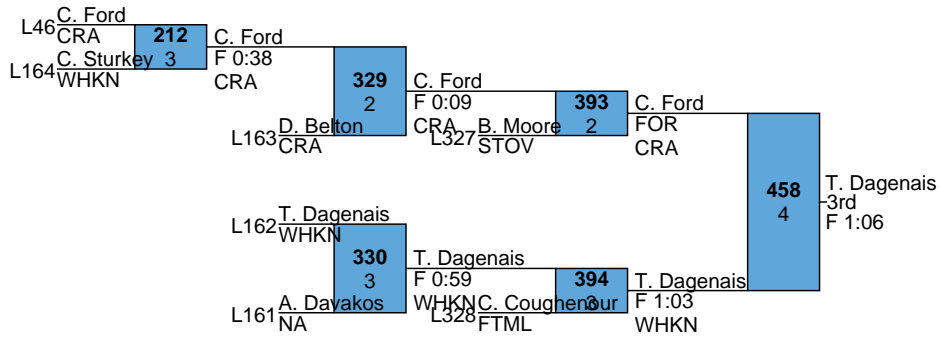 L46 C. Ford
CRA
212
3
L164 C. Sturkey
WHKN
C. Ford
F 0:38
CRA
329
2
L163 D. Belton
CRA
C. Ford
F 0:09
CRA
393
2
L327 B. Moore
STOV
C. Ford
FOR
CRA
458
4
T. Dagenais
3rd
F 1:06
L162 T. Dagenais
WHKN
330
3
L161 A. Davakos
NA
T. Dagenais
F 0:59
WHKN
394
3
L328 C. Coughenour
FTML
T. Dagenais
F 1:03
WHKN